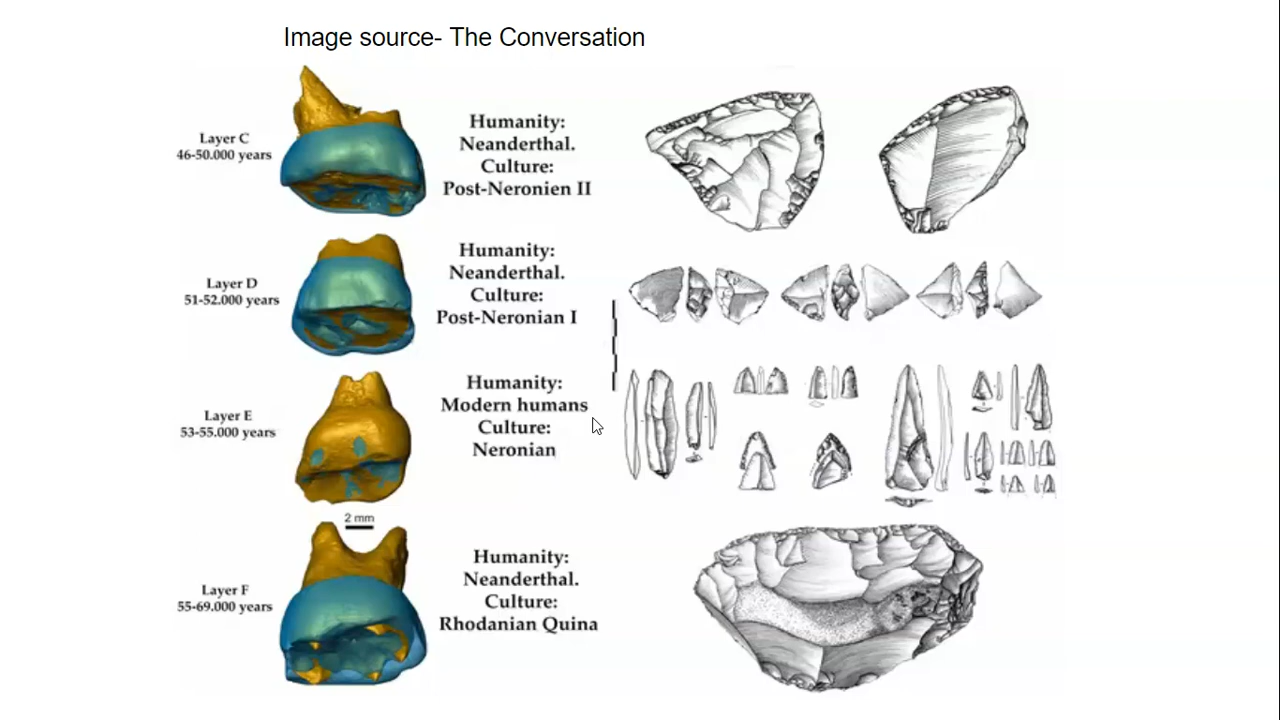 Image source- The Conversation
Layer C
46-50.000 years
Humanity:
Neanderthal.
Culture:
Post-Neronien II
Layer D
51-52.000 years
Humanity:
Neanderthal.
Culture:
Post-Neronian I
Layer E
53-55.000 years
Humanity:
Modern humans
Culture:
Neronian
2 mm
Layer F
55-69.000 years
Humanity:
Neanderthal.
Culture:
Rhodanian Quina